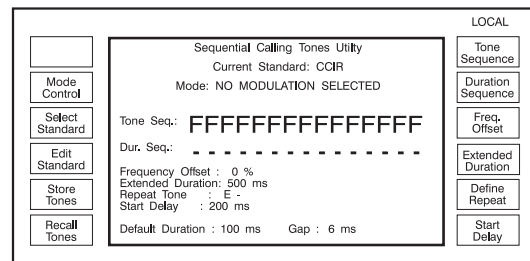 LOCAL
Sequential Calling Tones Utilty
Current Standard: CCIR
Mode: NO MODULATION SELECTED
Tone Seq.: FFFFFFFFFFFFFFF
Dur. Seq.: - - - - - - - - - - - - - - -
Frequency Offset : 0 %
Extended Duration: 500 ms
Repeat Tone : E -
Start Delay : 200 ms
Default Duration : 100 ms Gap : 6 ms
Mode
Control
Select
Standard
Edit
Standard
Store
Tones
Recall
Tones
Tone
Sequence
Duration
Sequence
Freq.
Offset
Extended
Duration
Define
Repeat
Start
Delay